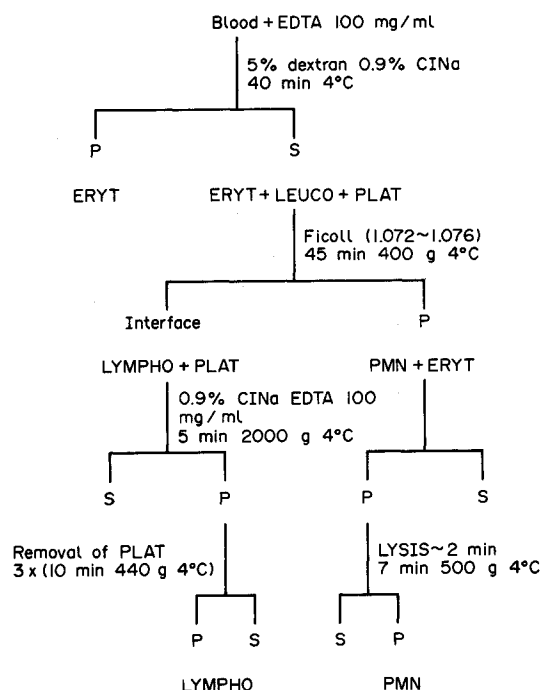 Blood + EDTA 100 mg/ml
5% dextran 0.9% ClNa
40 min 4°C
P S
ERYT ERYT + LEUCO + PLAT
Ficoll (1.072~1.076)
45 min 400 g 4°C
Interface P
LYMPHO + PLAT PMN + ERYT
0.9% ClNa EDTA 100
mg/ml
5 min 2000 g 4°C
S P P S
Removal of PLAT
3 x (10 min 440 g 4°C)
LYSIS~2 min
7 min 500 g 4°C
P S S P
LYMPHO PMN